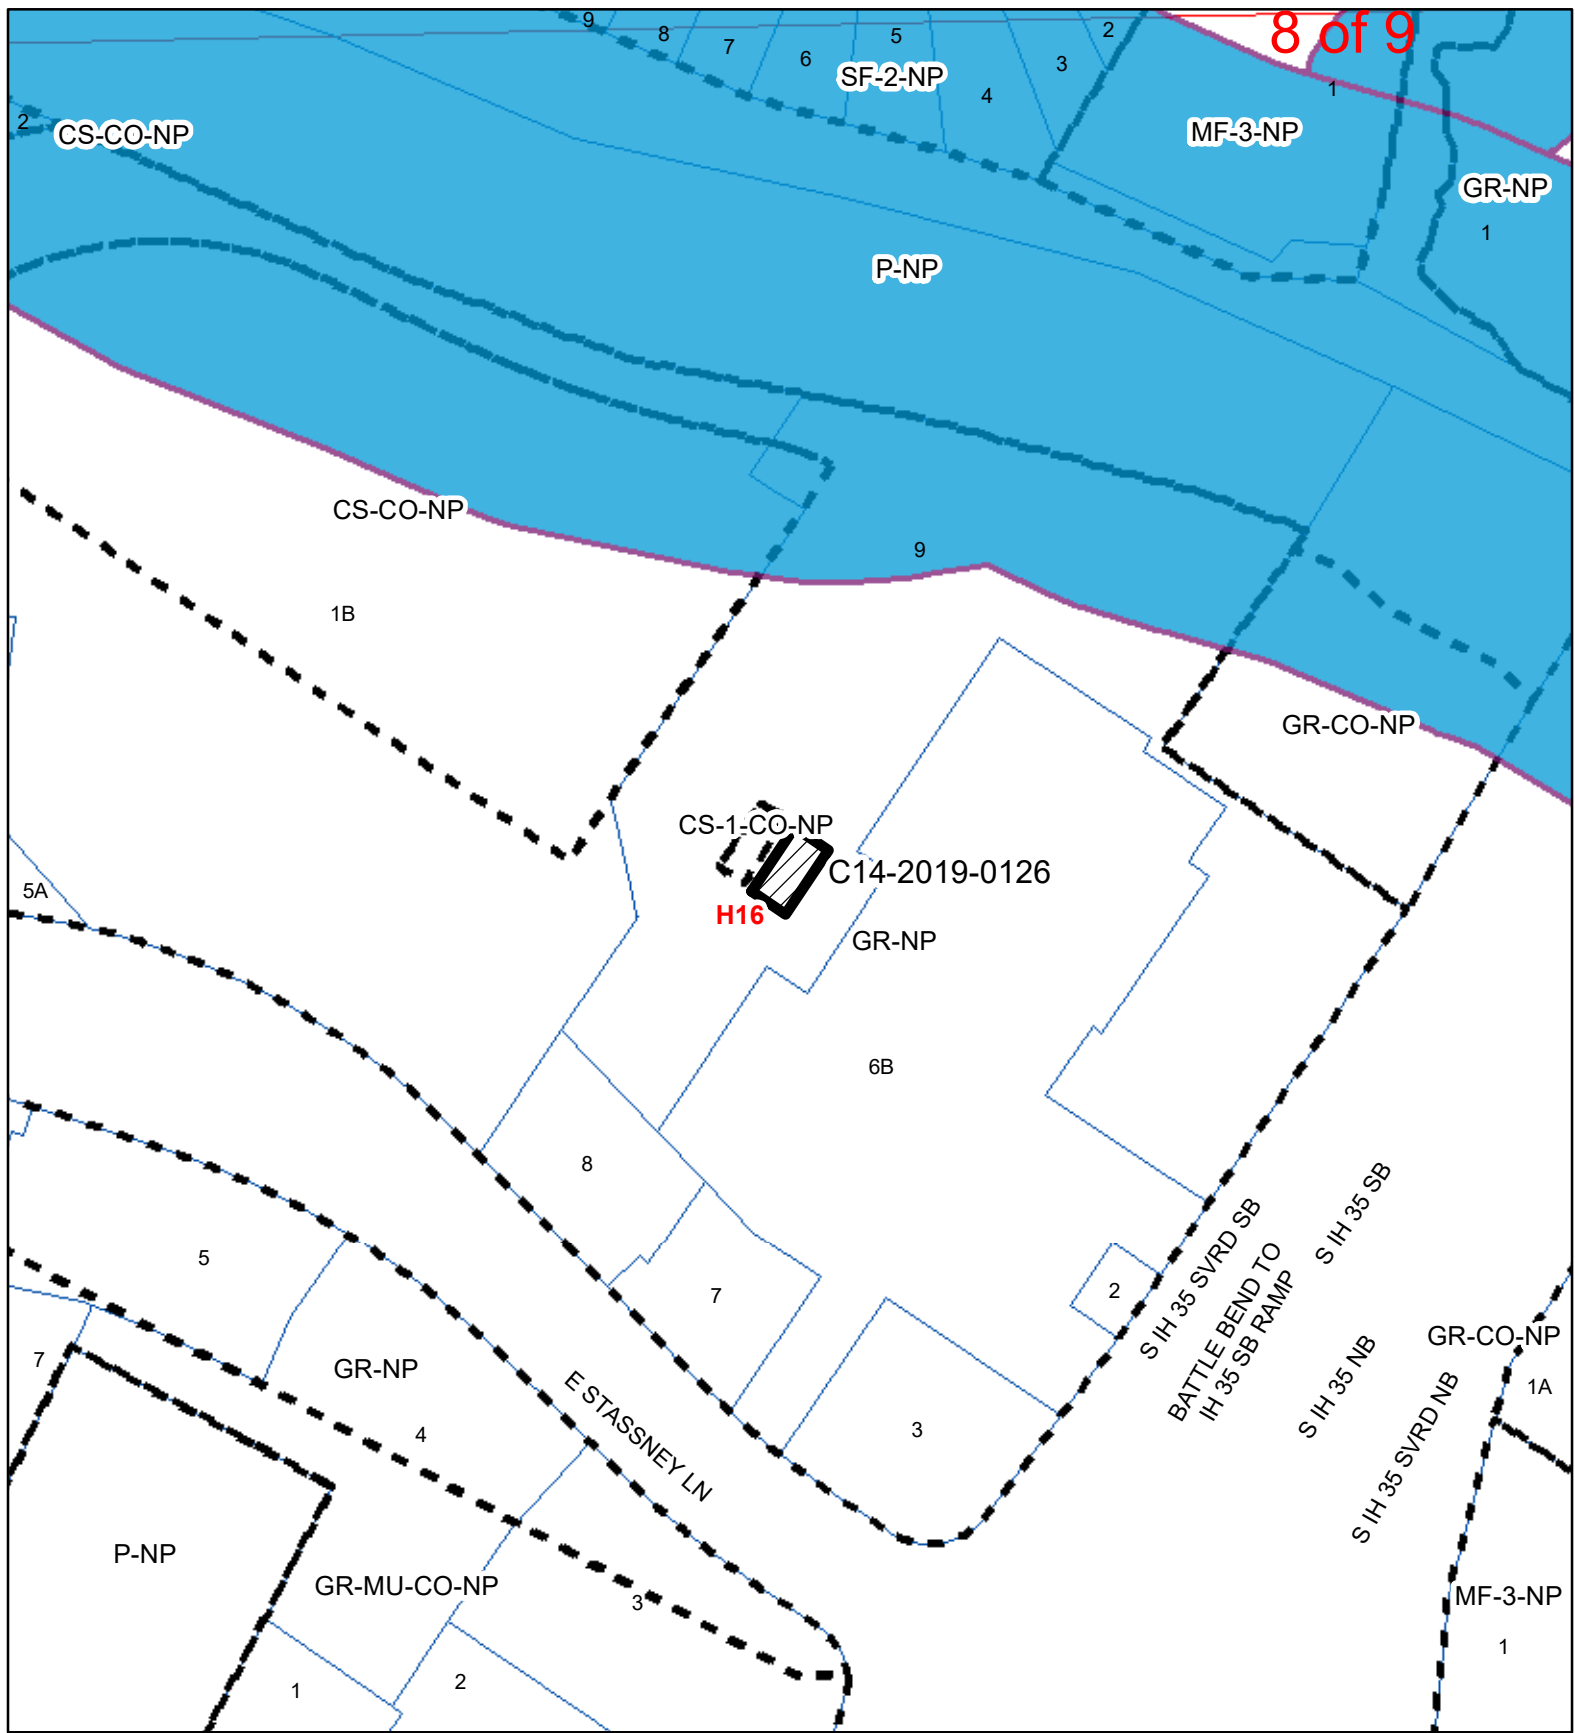 8 of 9
9
8
7
6
5
SF-2-NP
4
3
2
1
MF-3-NP
2
CS-CO-NP
GR-NP
1
P-NP
CS-CO-NP
9
1B
GR-CO-NP
CS-1-CO-NP
C14-2019-0126
H16
5A
GR-NP
6B
8
S IH 35 SB
S IH 35 SVRD SB
BATTLE BEND TO
IH 35 SB RAMP
5
7
2
S IH 35 NB
GR-CO-NP
7
GR-NP
1A
E STASSNEY LN
S IH 35 SVRD NB
4
3
P-NP
GR-MU-CO-NP
3
MF-3-NP
1
1
2